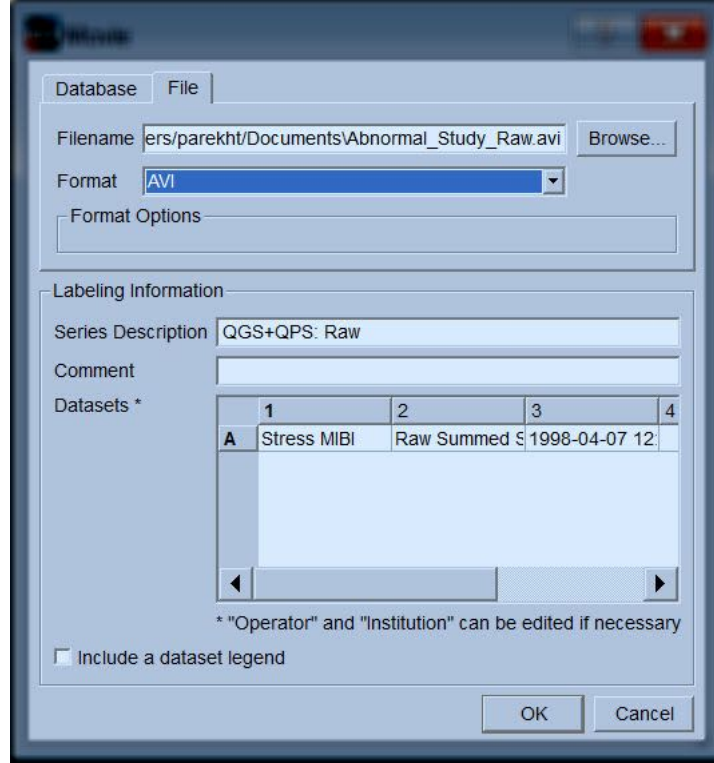 Movie
Database File
Filename ers/parekht/Documents\Abnormal_Study_Raw.avi Browse...
Format AVI
Format Options
Labeling Information
Series Description QGS+QPS: Raw
Comment
Datasets *
1 2 3 4
A Stress MIBI Raw Summed S 1998-04-07 12:
* "Operator" and "Institution" can be edited if necessary
Include a dataset legend
OK Cancel